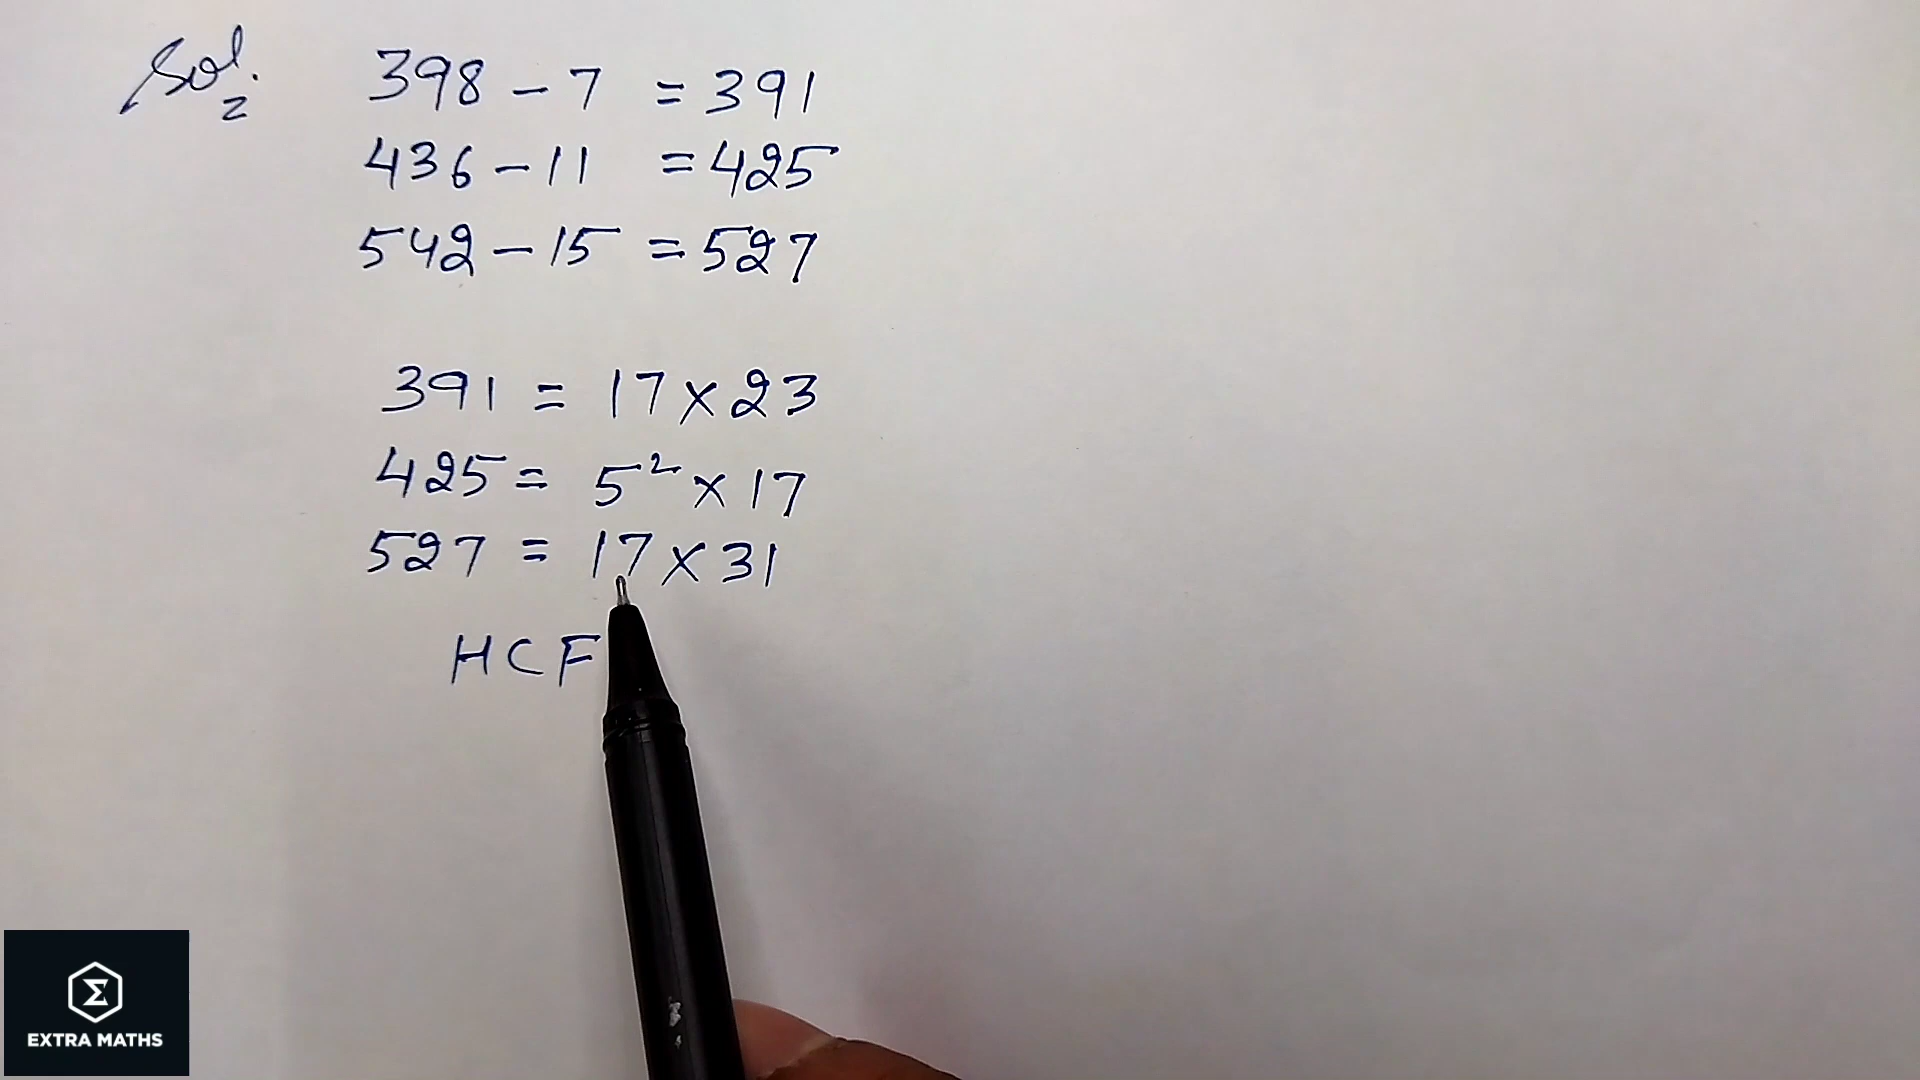 Sol.
398 - 7 = 391
436 - 11 = 425
542 - 15 = 527
391 = 17 × 23
425 = 5² × 17
527 = 17 × 31
HCF
Σ
EXTRA MATHS